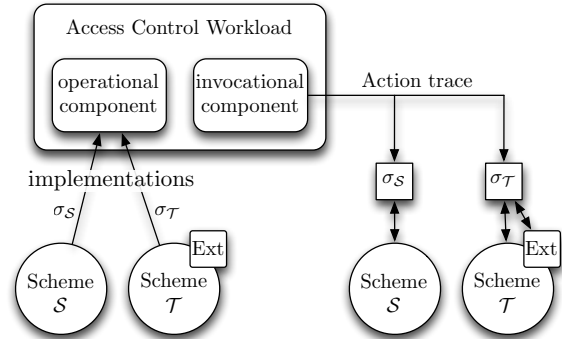 Access Control Workload
operational
component
invocational
component
Action trace
implementations
σ𝒮
σ𝒯
σ𝒮
σ𝒯
Ext
Ext
Scheme
𝒮
Scheme
𝒯
Scheme
𝒮
Scheme
𝒯